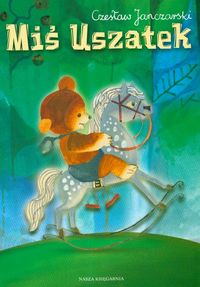 Czesław Janczarski
Miś Uszatek
NASZA KSIĘGARNIA